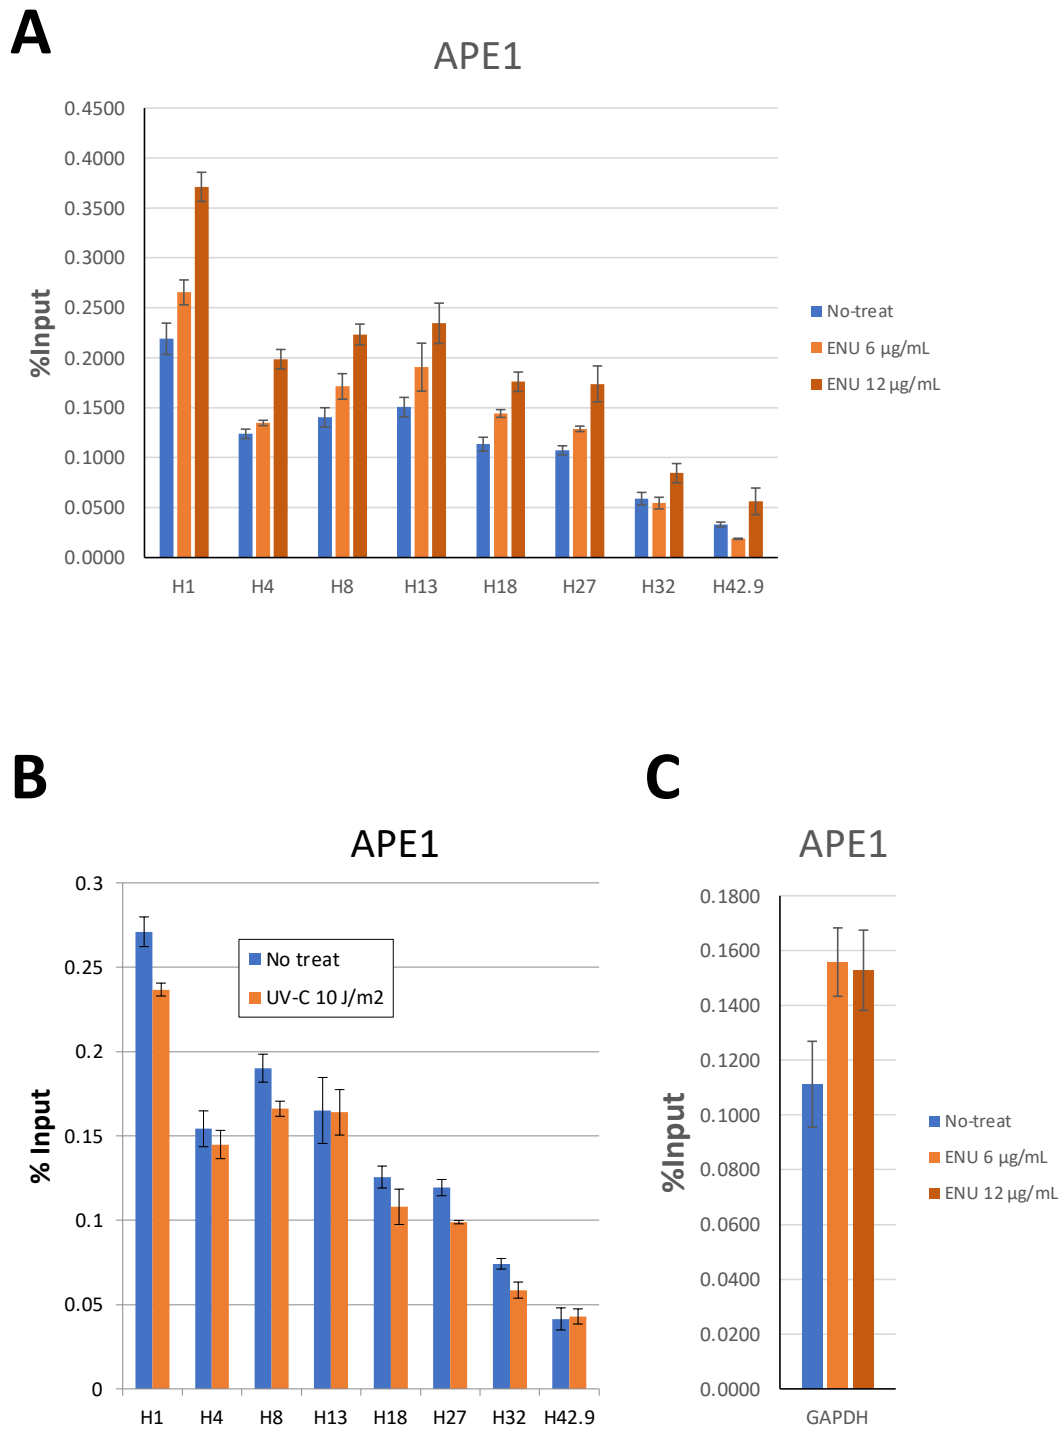 A
APE1
0.4500
0.4000
0.3500
0.3000
0.2500
0.2000
0.1500
0.1000
0.0500
0.0000
%Input
H1 H4 H8 H13 H18 H27 H32 H42.9
No-treat
ENU 6 µg/mL
ENU 12 µg/mL
B
APE1
0.3
0.25
0.2
0.15
0.1
0.05
0
% Input
No treat
UV-C 10 J/m2
H1 H4 H8 H13 H18 H27 H32 H42.9
C
APE1
0.1800
0.1600
0.1400
0.1200
0.1000
0.0800
0.0600
0.0400
0.0200
0.0000
%Input
GAPDH
No-treat
ENU 6 µg/mL
ENU 12 µg/mL